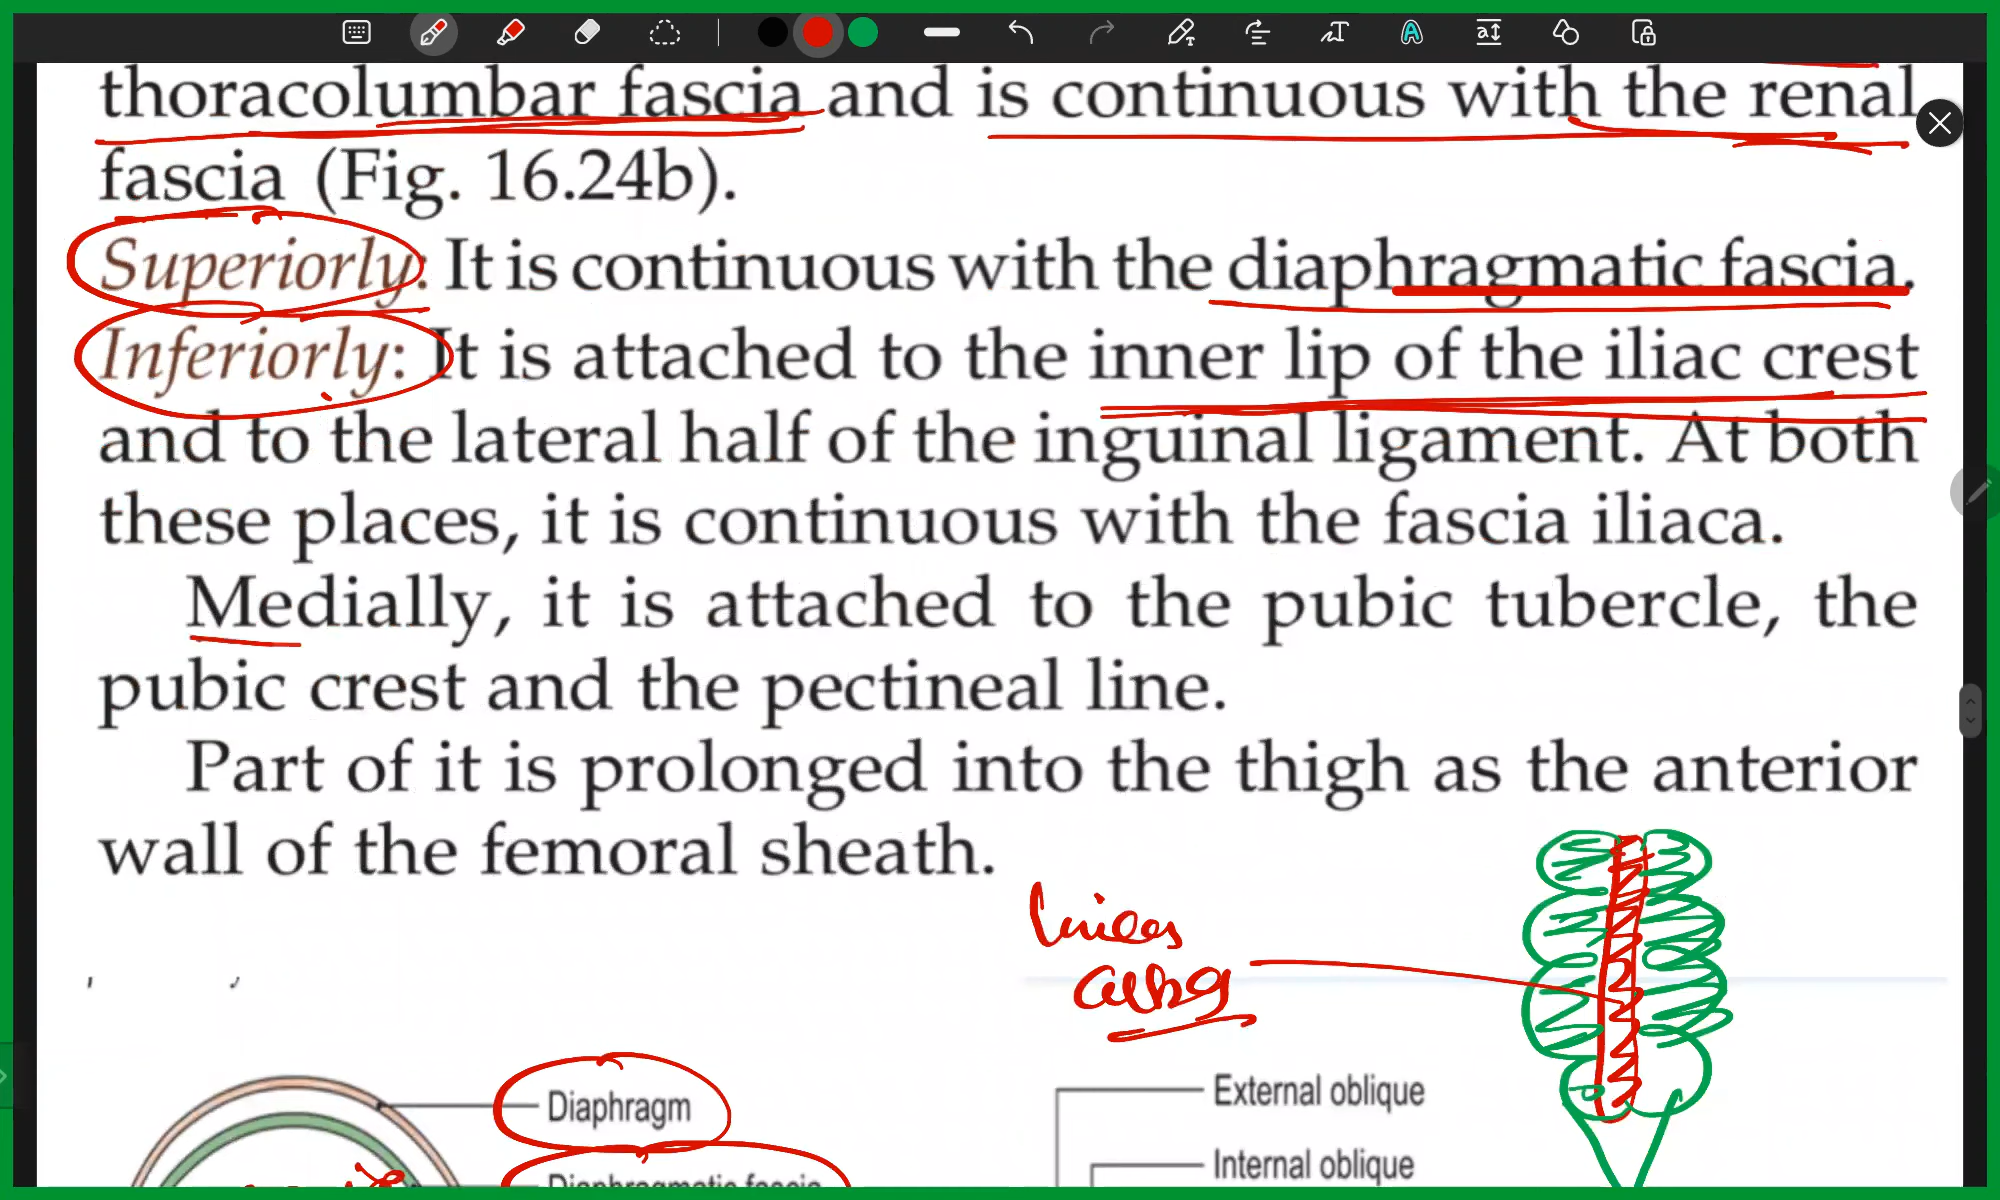 thoracolumbar fascia and is continuous with the renal
fascia (Fig. 16.24b).
Superiorly: It is continuous with the diaphragmatic fascia.
Inferiorly: It is attached to the inner lip of the iliac crest
and to the lateral half of the inguinal ligament. At both
these places, it is continuous with the fascia iliaca.
Medially, it is attached to the pubic tubercle, the
pubic crest and the pectineal line.
Part of it is prolonged into the thigh as the anterior
wall of the femoral sheath.
alba
Diaphragm
Diaphragmatic fascia
External oblique
Internal oblique